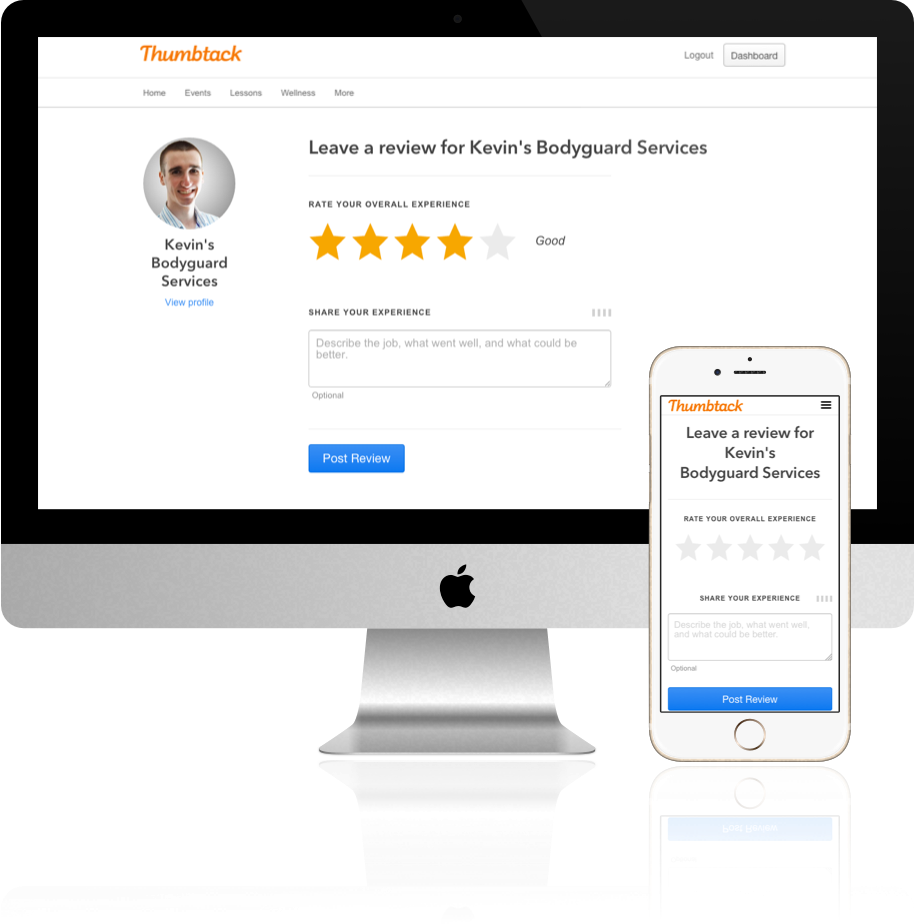 Thumbtack
Logout
Dashboard
Home
Events
Lessons
Wellness
More
Kevin's
Bodyguard
Services
View profile
Leave a review for Kevin's Bodyguard Services
RATE YOUR OVERALL EXPERIENCE
Good
SHARE YOUR EXPERIENCE
Describe the job, what went well, and what could be
better.
Optional
Post Review
Thumbtack
Leave a review for
Kevin's
Bodyguard Services
RATE YOUR OVERALL EXPERIENCE
SHARE YOUR EXPERIENCE
Describe the job, what went well,
and what could be better.
Optional
Post Review
Post Review